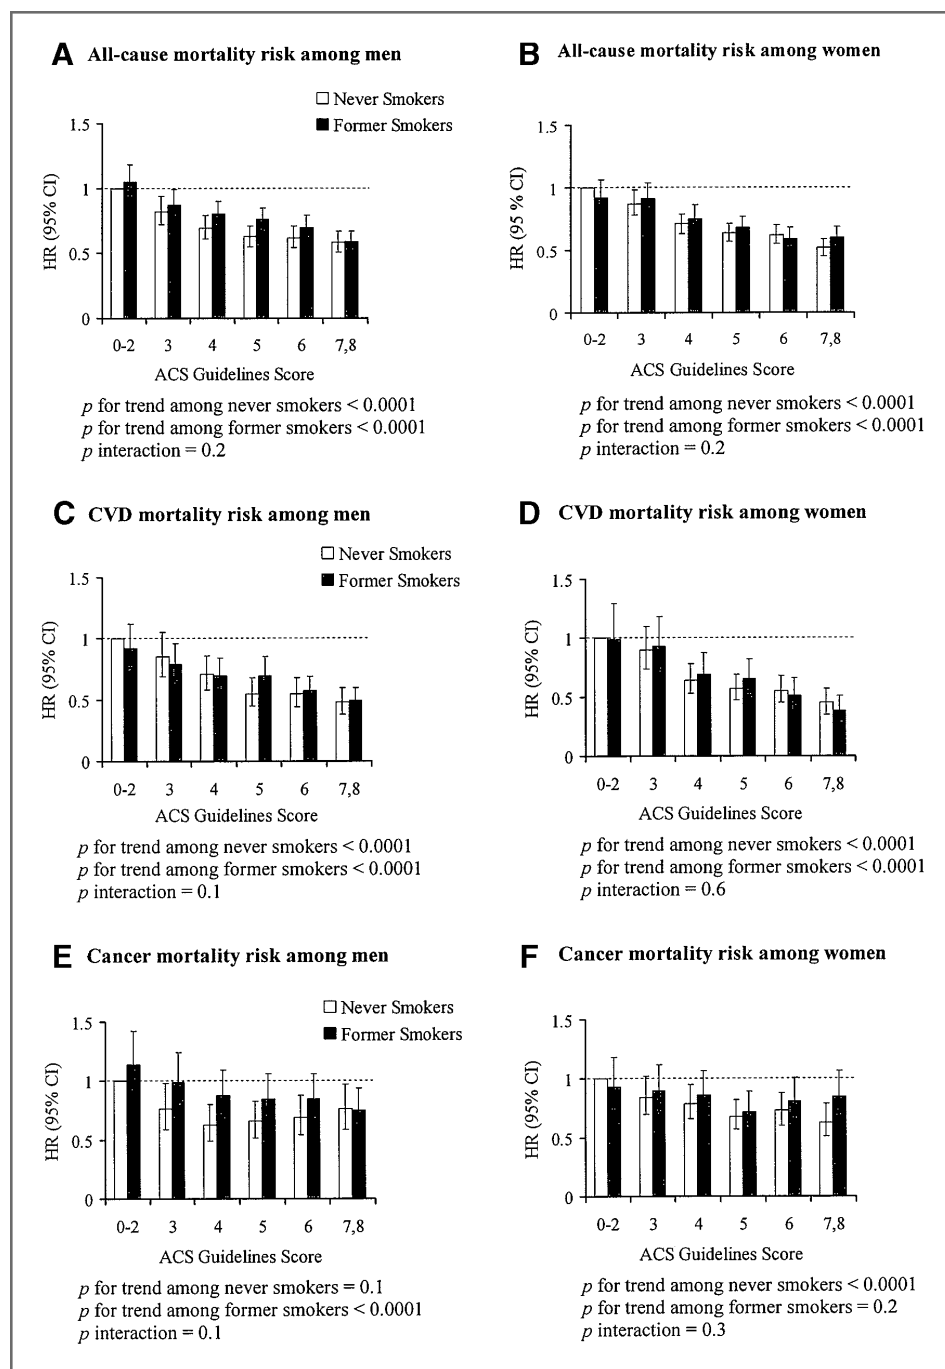 A All-cause mortality risk among men
Never Smokers
Former Smokers
1.5
1
0.5
0
HR (95% CI)
0-2 3 4 5 6 7,8
ACS Guidelines Score
p for trend among never smokers < 0.0001
p for trend among former smokers < 0.0001
p interaction = 0.2
B All-cause mortality risk among women
1.5
1
0.5
0
HR (95 % CI)
0-2 3 4 5 6 7,8
ACS Guidelines Score
p for trend among never smokers < 0.0001
p for trend among former smokers < 0.0001
p interaction = 0.2
C CVD mortality risk among men
Never Smokers
Former Smokers
1.5
1
0.5
0
HR (95% CI)
0-2 3 4 5 6 7,8
ACS Guidelines Score
p for trend among never smokers < 0.0001
p for trend among former smokers < 0.0001
p interaction = 0.1
D CVD mortality risk among women
1.5
1
0.5
0
HR (95% CI)
0-2 3 4 5 6 7,8
ACS Guidelines Score
p for trend among never smokers < 0.0001
p for trend among former smokers < 0.0001
p interaction = 0.6
E Cancer mortality risk among men
Never Smokers
Former Smokers
1.5
1
0.5
0
HR (95% CI)
0-2 3 4 5 6 7,8
ACS Guidelines Score
p for trend among never smokers = 0.1
p for trend among former smokers < 0.0001
p interaction = 0.1
F Cancer mortality risk among women
1.5
1
0.5
0
HR (95% CI)
0-2 3 4 5 6 7,8
ACS Guidelines Score
p for trend among never smokers < 0.0001
p for trend among former smokers = 0.2
p interaction = 0.3